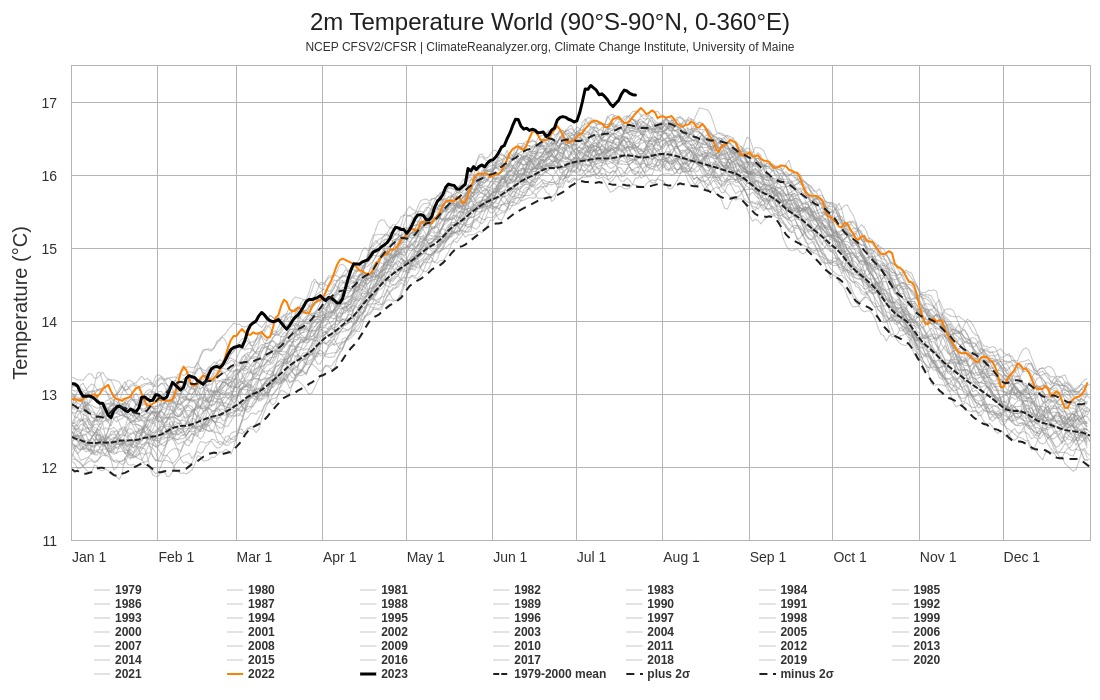 2m Temperature World (90°S-90°N, 0-360°E)
NCEP CFSV2/CFSR | ClimateReanalyzer.org, Climate Change Institute, University of Maine
Temperature (°C)
17
16
15
14
13
12
11
Jan 1 Feb 1 Mar 1 Apr 1 May 1 Jun 1 Jul 1 Aug 1 Sep 1 Oct 1 Nov 1 Dec 1
1979 1980 1981 1982 1983 1984 1985
1986 1987 1988 1989 1990 1991 1992
1993 1994 1995 1996 1997 1998 1999
2000 2001 2002 2003 2004 2005 2006
2007 2008 2009 2010 2011 2012 2013
2014 2015 2016 2017 2018 2019 2020
2021 2022 2023 1979-2000 mean plus 2σ minus 2σ